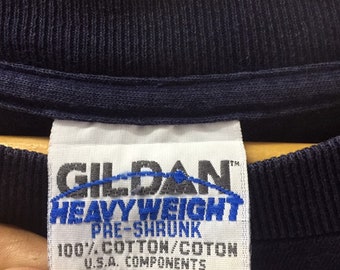 GILDAN™
HEAVYWEIGHT
PRE-SHRUNK
100% COTTON/COTON
U.S.A. COMPONENTS